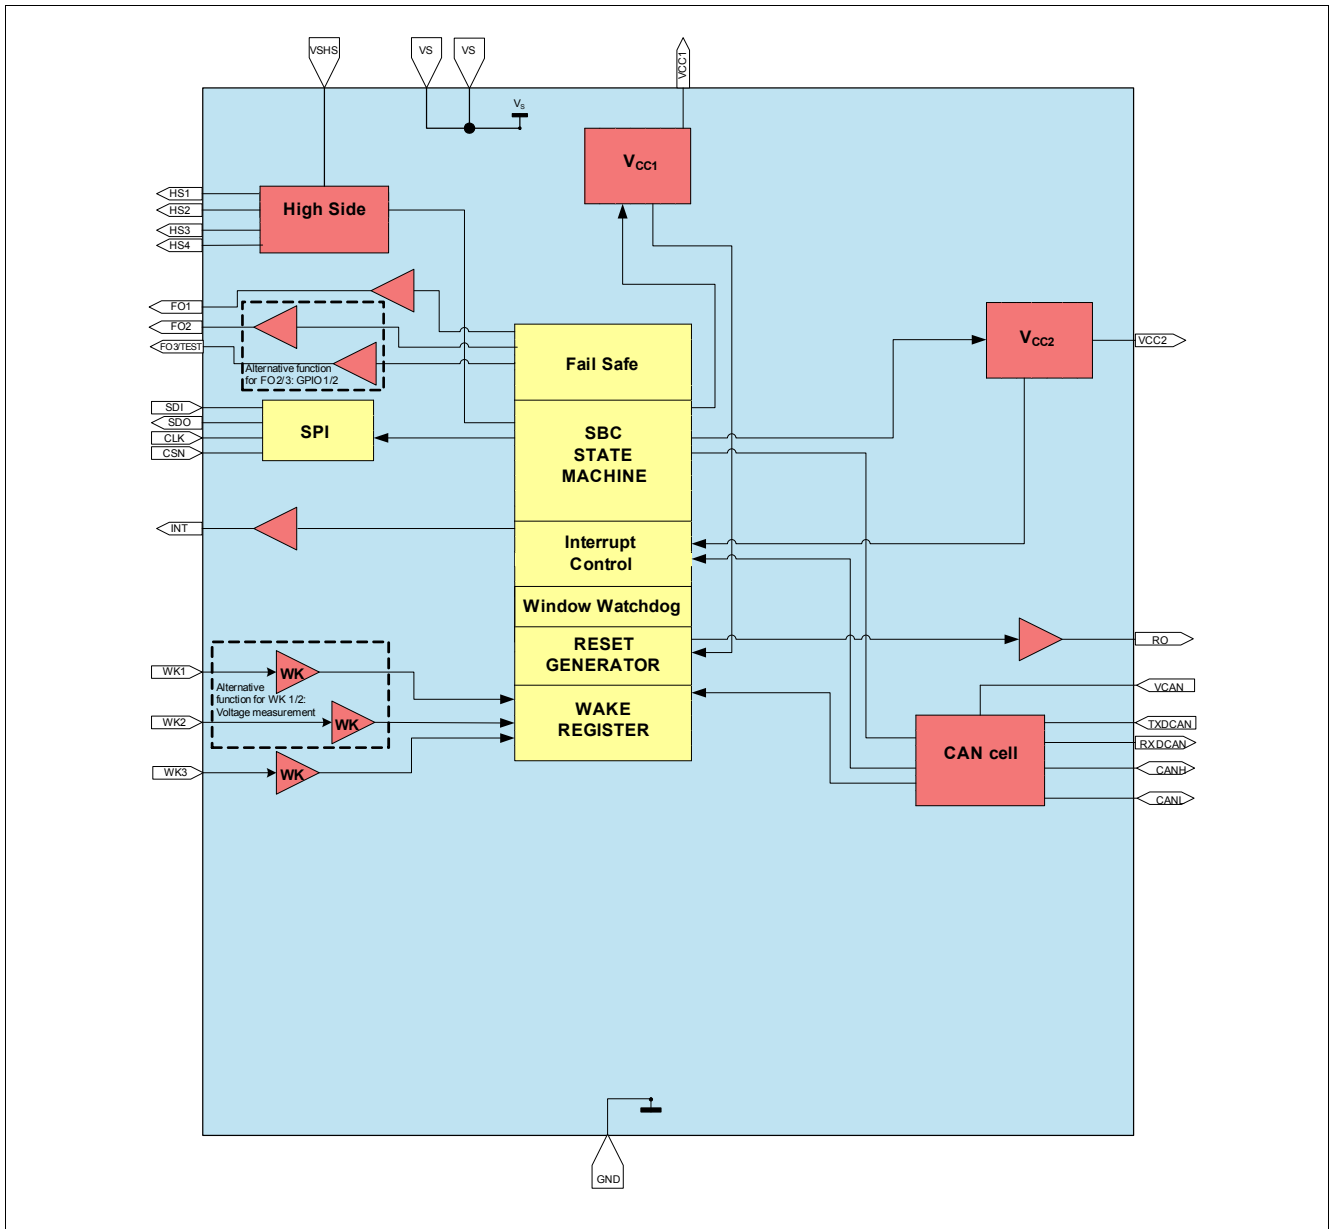 VSHS
VS
VS
VCC1
VS
VCC1
HS1
HS2
HS3
HS4
High Side
FO1
FO2
FO3/TEST
Alternative function
for FO2/3: GPIO1/2
Fail Safe
VCC2
VCC2
SDI
SDO
CLK
CSN
SPI
SBC
STATE
MACHINE
INT
Interrupt
Control
Window Watchdog
RESET
GENERATOR
RO
WK1
WK
Alternative
function for WK 1/2:
Voltage measurement
WK2
WK
WAKE
REGISTER
WK3
WK
VCAN
TXDCAN
RXDCAN
CANH
CANL
CAN cell
GND